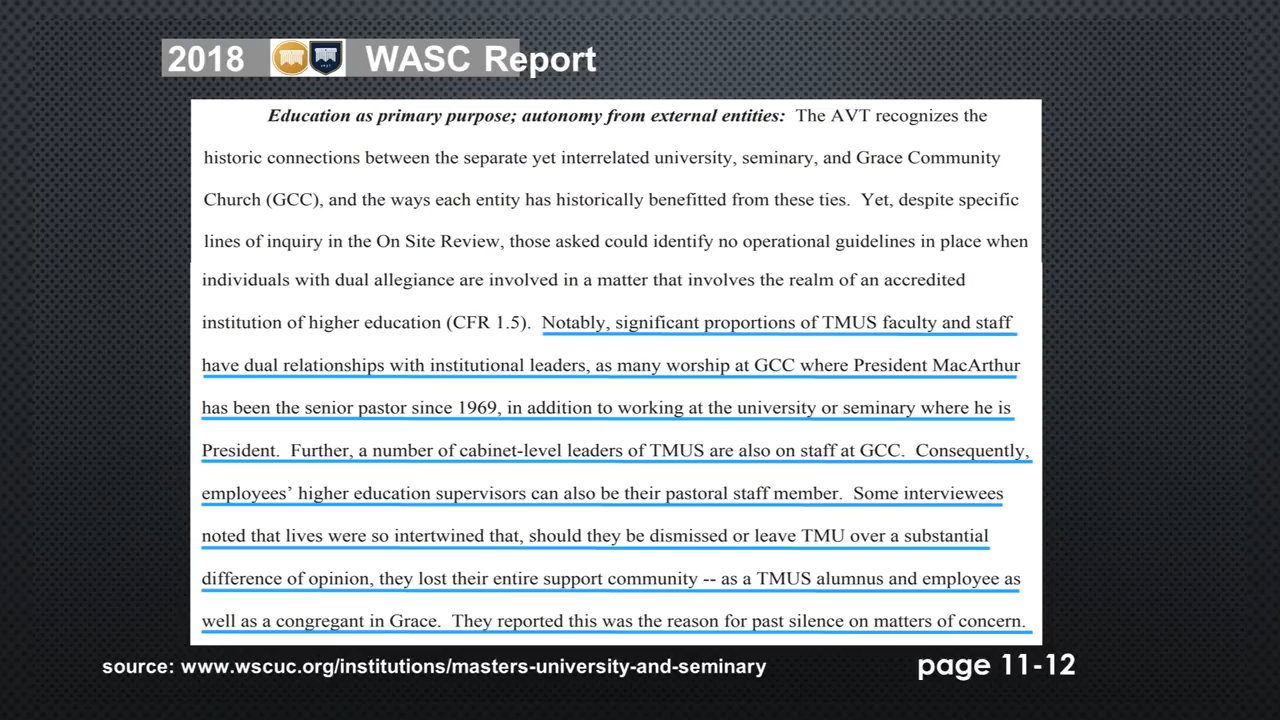 2018 WASC Report
Education as primary purpose; autonomy from external entities: The AVT recognizes the
historic connections between the separate yet interrelated university, seminary, and Grace Community
Church (GCC), and the ways each entity has historically benefitted from these ties. Yet, despite specific
lines of inquiry in the On Site Review, those asked could identify no operational guidelines in place when
individuals with dual allegiance are involved in a matter that involves the realm of an accredited
institution of higher education (CFR 1.5). Notably, significant proportions of TMUS faculty and staff
have dual relationships with institutional leaders, as many worship at GCC where President MacArthur
has been the senior pastor since 1969, in addition to working at the university or seminary where he is
President. Further, a number of cabinet-level leaders of TMUS are also on staff at GCC. Consequently,
employees’ higher education supervisors can also be their pastoral staff member. Some interviewees
noted that lives were so intertwined that, should they be dismissed or leave TMU over a substantial
difference of opinion, they lost their entire support community -- as a TMUS alumnus and employee as
well as a congregant in Grace. They reported this was the reason for past silence on matters of concern.
source: www.wscuc.org/institutions/masters-university-and-seminary page 11-12